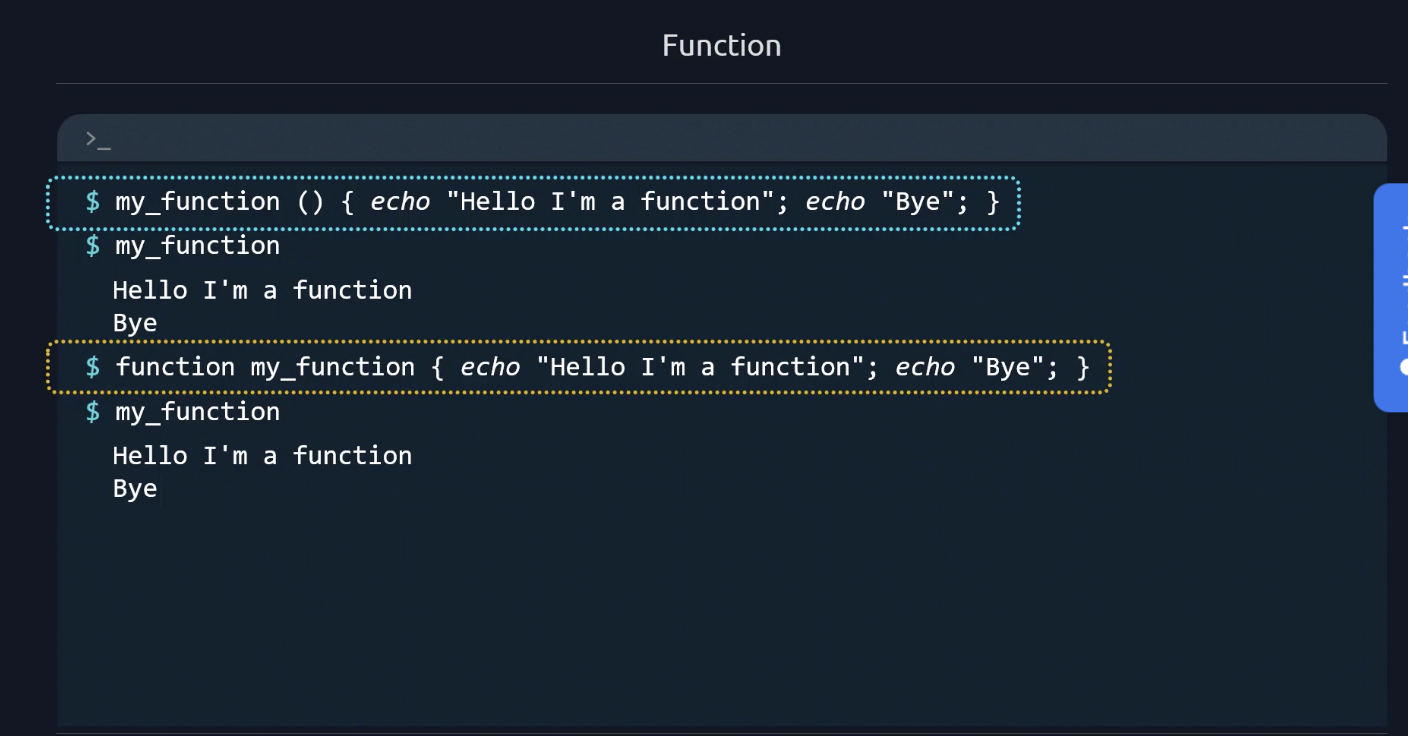 Function
>_
$ my_function () { echo "Hello I'm a function"; echo "Bye"; }
$ my_function
Hello I'm a function
Bye
$ function my_function { echo "Hello I'm a function"; echo "Bye"; }
$ my_function
Hello I'm a function
Bye